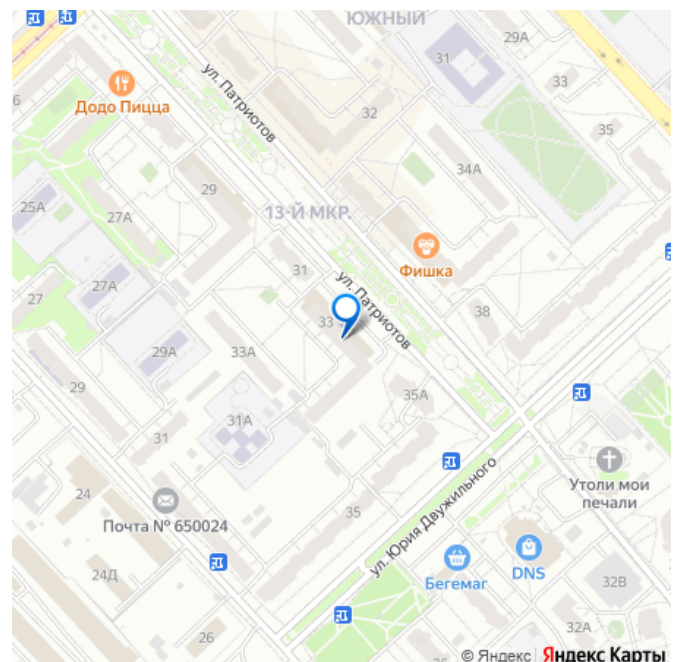 ЮЖНЫЙ
29А
31
33
Додо Пицца
ул. Патриотов
6
32
35
34А
29
25А
27А
13-Й МКР.
Фишка
31
ул. Патриотов
27А
27
33
38
29А
33А
29
35А
31А
31
Утоли мои
печали
24
Почта № 650024
35
ул. Юрия Двужильного
DNS
Бегемаг
24Д
32В
26
32А
© Яндекс Яндекс Карты